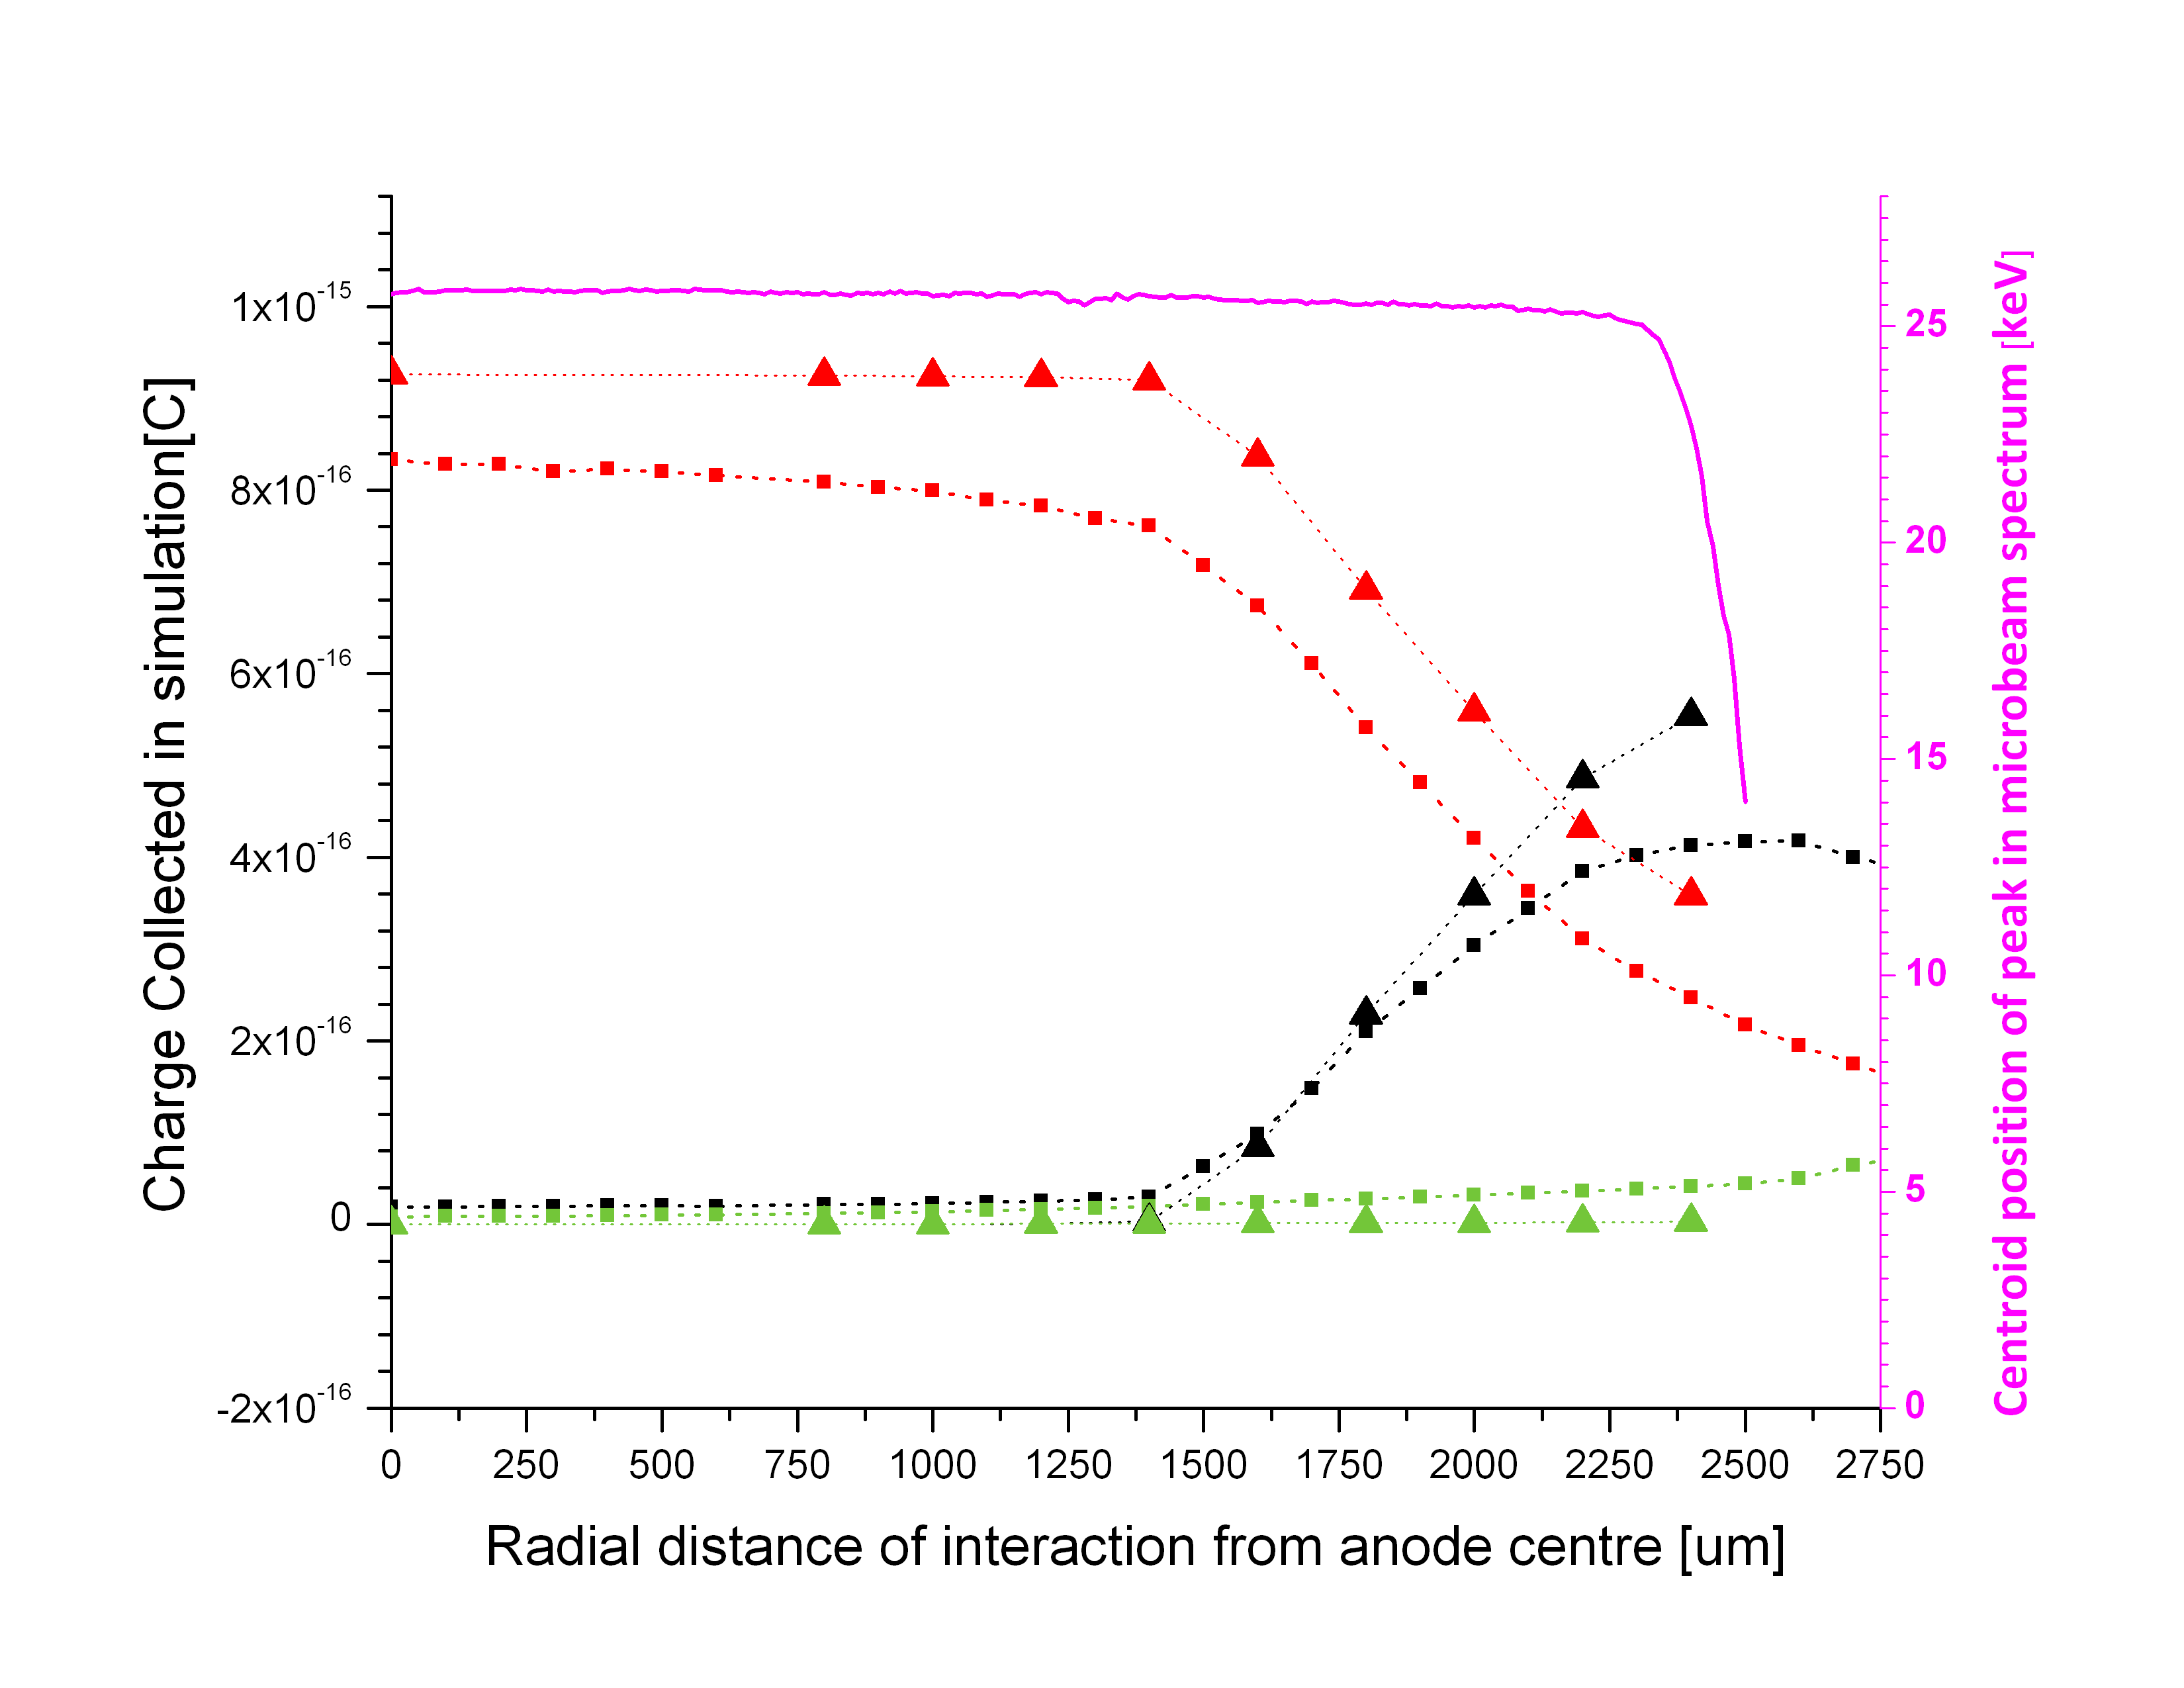 Charge Collected in simulation[C]
1x10-15
8x10-16
6x10-16
4x10-16
2x10-16
0
-2x10-16
0 250 500 750 1000 1250 1500 1750 2000 2250 2500 2750
Radial distance of interaction from anode centre [um]
25
20
15
10
5
0
Centroid position of peak in microbeam spectrum [keV]